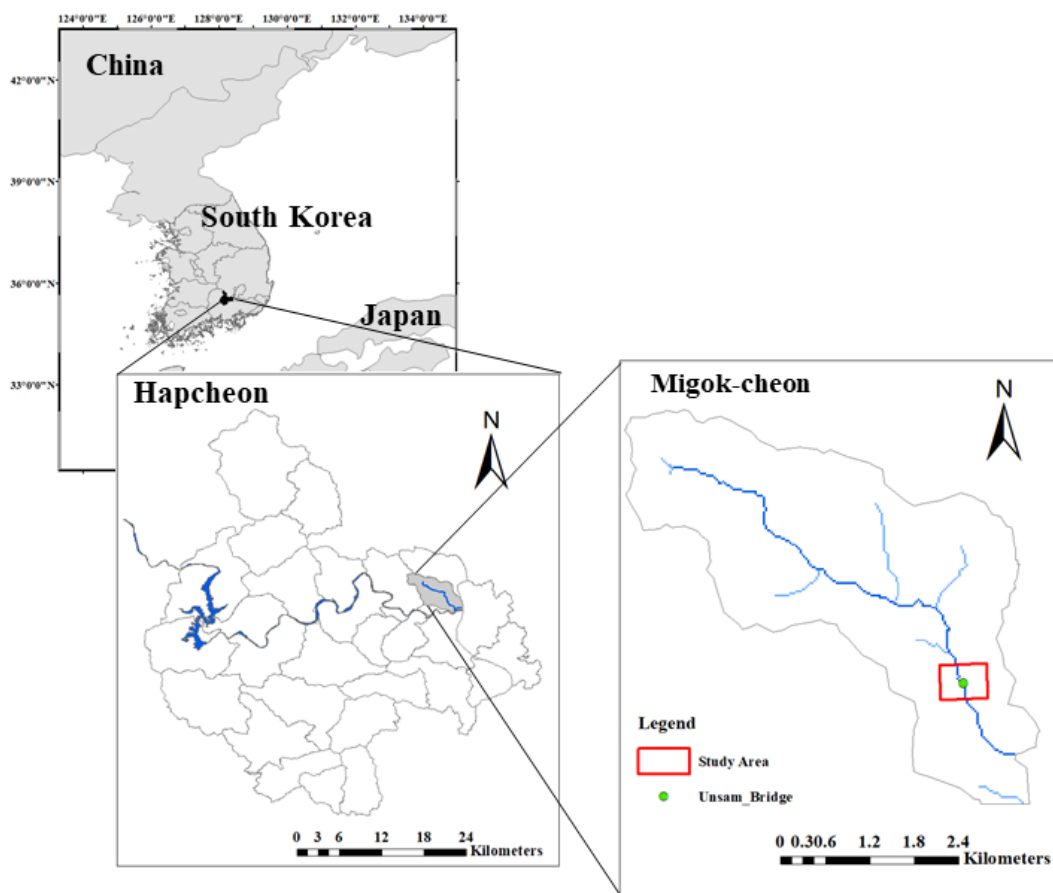 124°0'0"E 126°0'0"E 128°0'0"E 130°0'0"E 132°0'0"E 134°0'0"E
China
42°0'0"N
39°0'0"N
South Korea
36°0'0"N
Japan
33°0'0"N
Hapcheon
N
0 3 6 12 18 24
Kilometers
Migok-cheon
N
Legend
Study Area
Unsam_Bridge
0 0.30.6 1.2 1.8 2.4
Kilometers